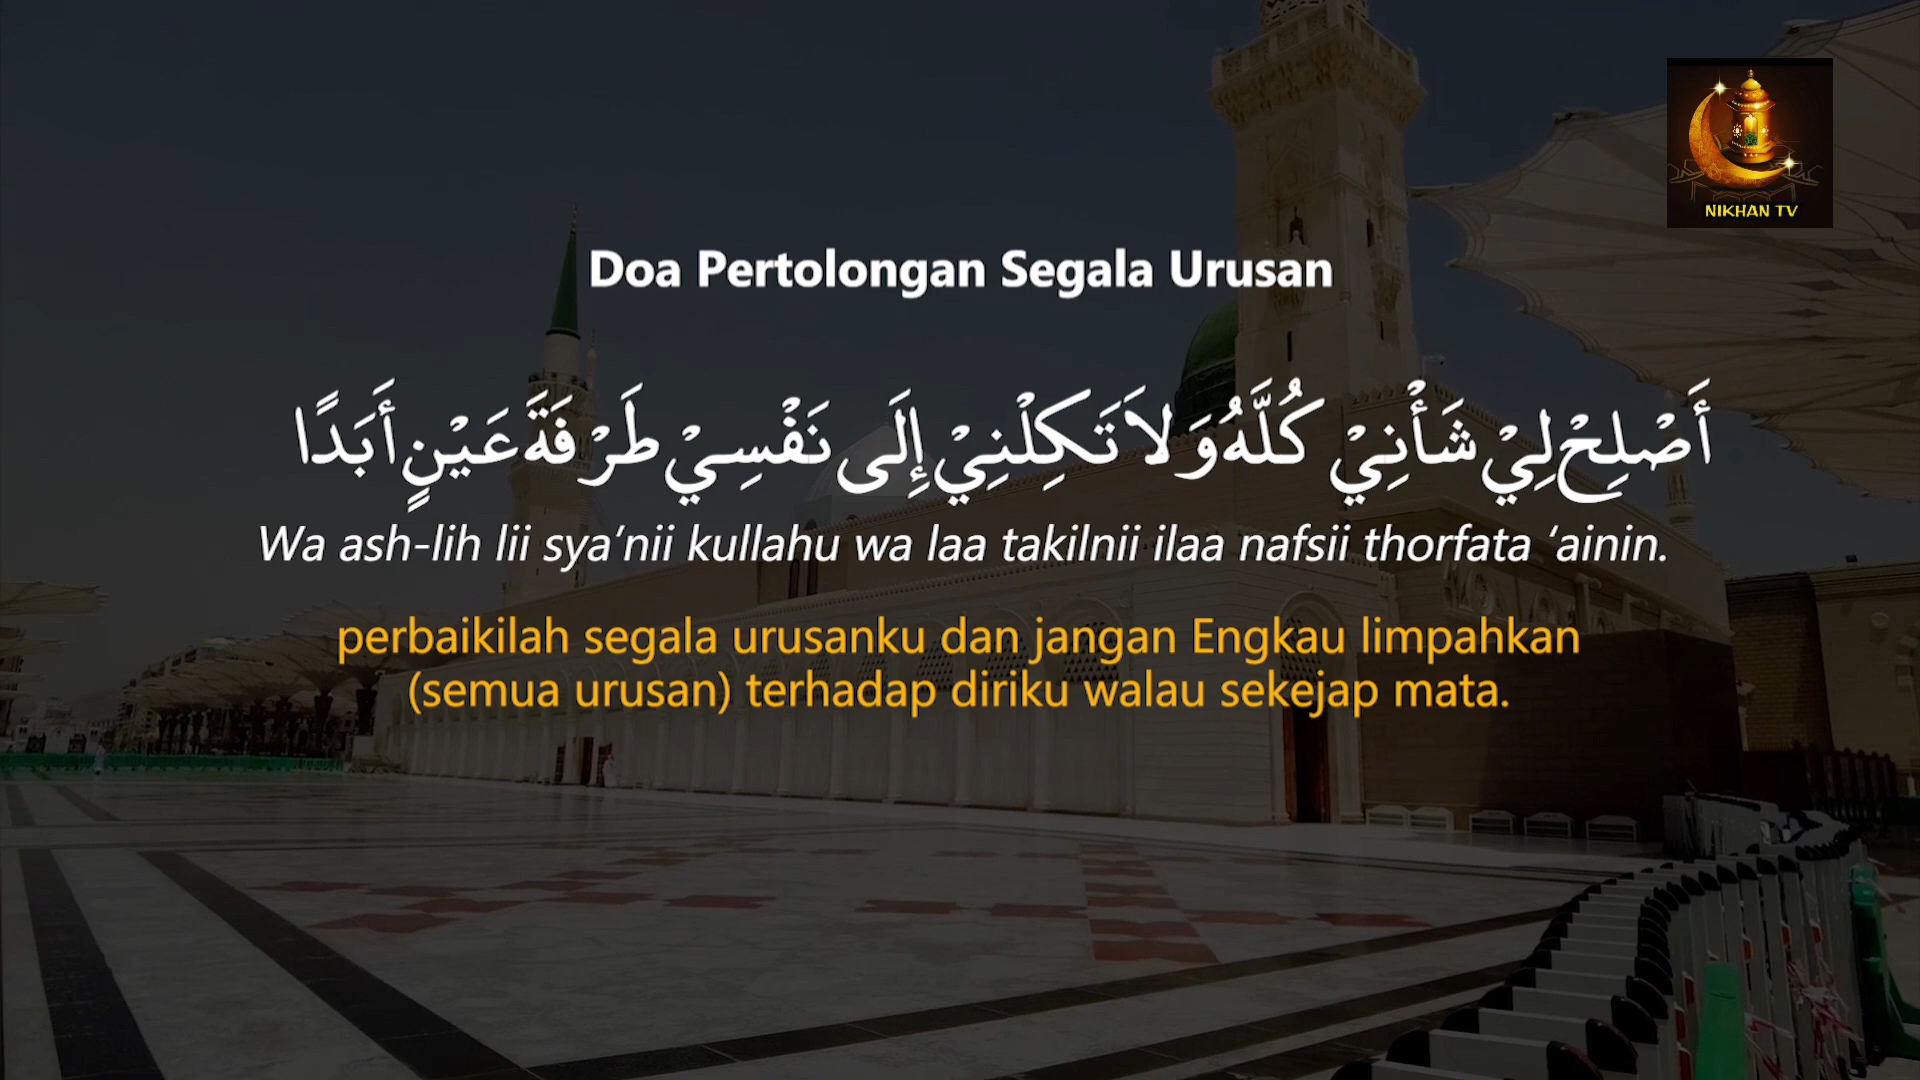 NIKHAN TV
Doa Pertolongan Segala Urusan
أَصْلِحْ لِيْ شَأْنِيْ كُلَّهُ وَلاَ تَكِلْنِيْ إِلَى نَفْسِيْ طَرْفَةَ عَيْنٍ أَبَدًا
Wa ash-lih lii sya‘nii kullahu wa laa takilnii ilaa nafsii thorfata ‘ainin.
perbaikilah segala urusanku dan jangan Engkau limpahkan
(semua urusan) terhadap diriku walau sekejap mata.